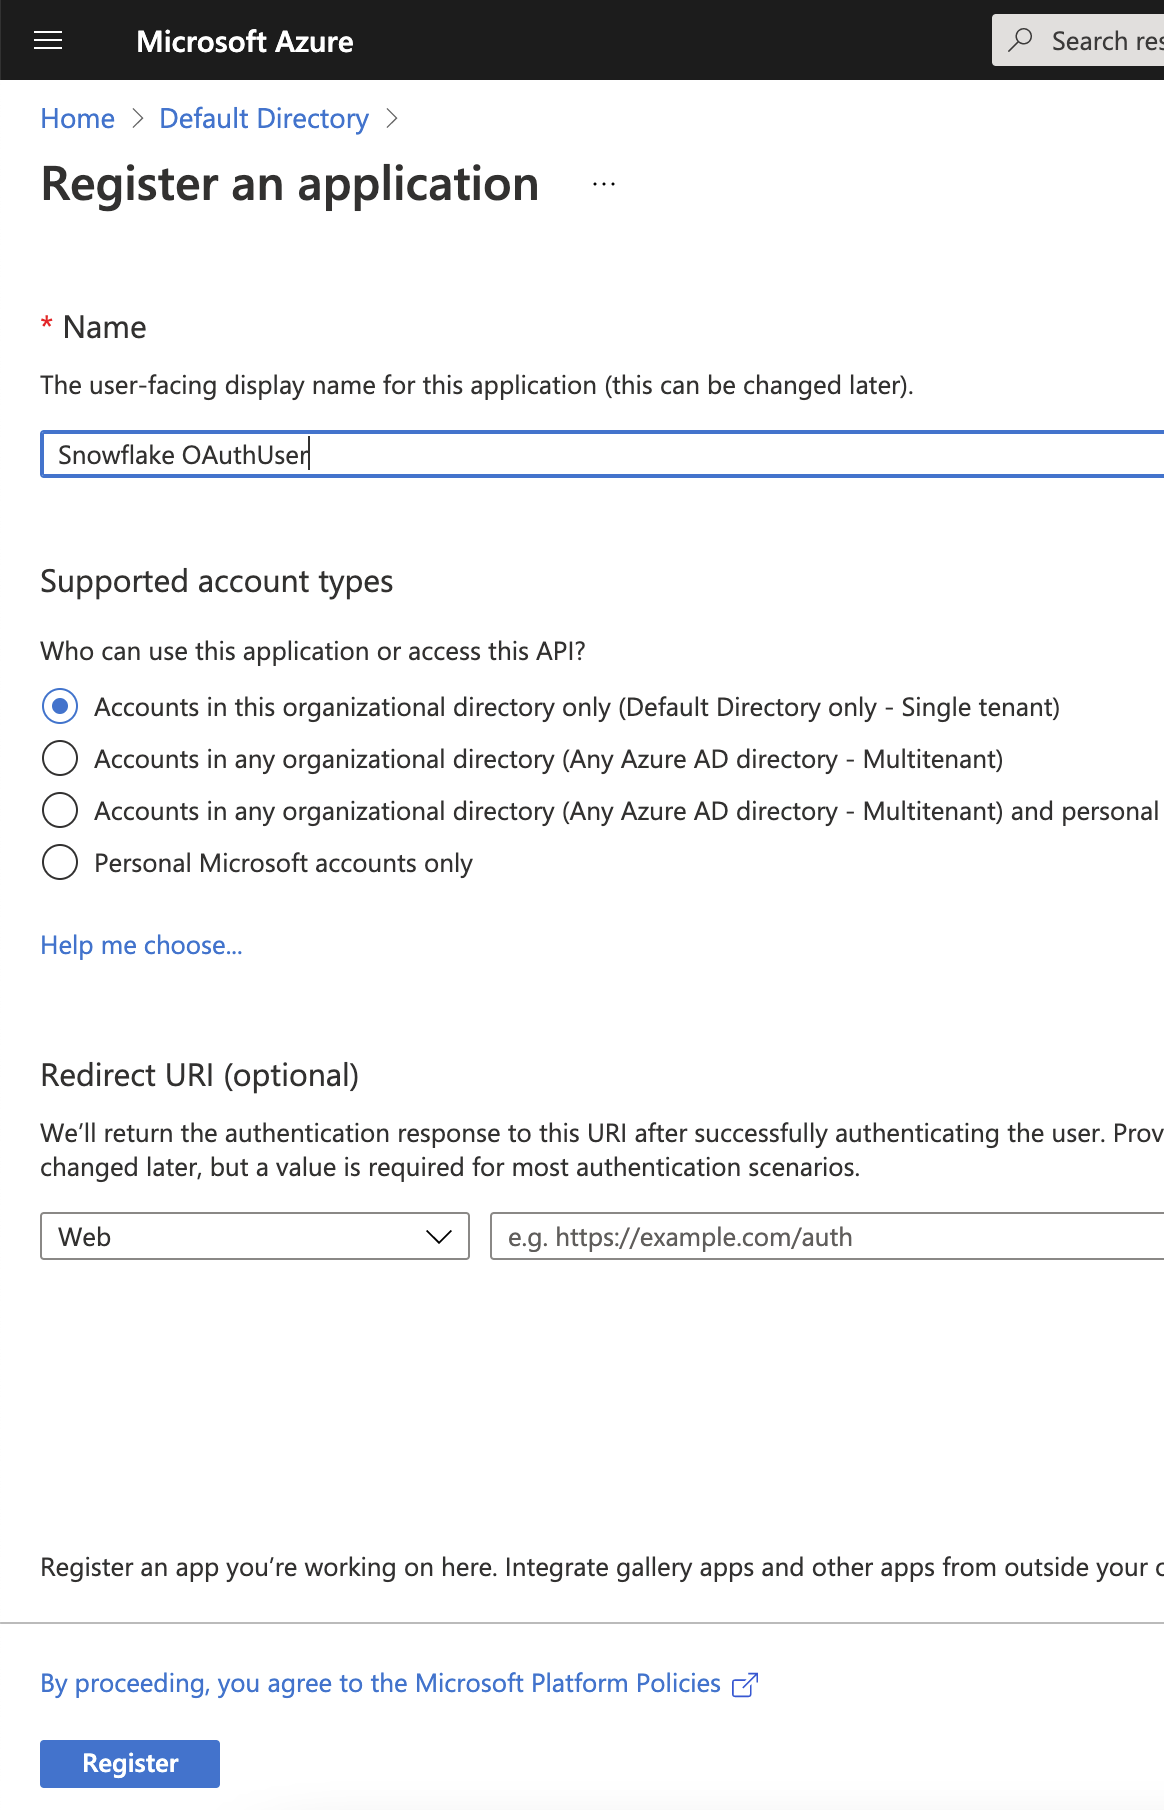 Microsoft Azure
Search res
Home > Default Directory >
Register an application ...
* Name
The user-facing display name for this application (this can be changed later).
Snowflake OAuthUser
Supported account types
Who can use this application or access this API?
Accounts in this organizational directory only (Default Directory only - Single tenant)
Accounts in any organizational directory (Any Azure AD directory - Multitenant)
Accounts in any organizational directory (Any Azure AD directory - Multitenant) and personal
Personal Microsoft accounts only
Help me choose...
Redirect URI (optional)
We’ll return the authentication response to this URI after successfully authenticating the user. Prov
changed later, but a value is required for most authentication scenarios.
Web
e.g. https://example.com/auth
Register an app you’re working on here. Integrate gallery apps and other apps from outside your
By proceeding, you agree to the Microsoft Platform Policies
Register